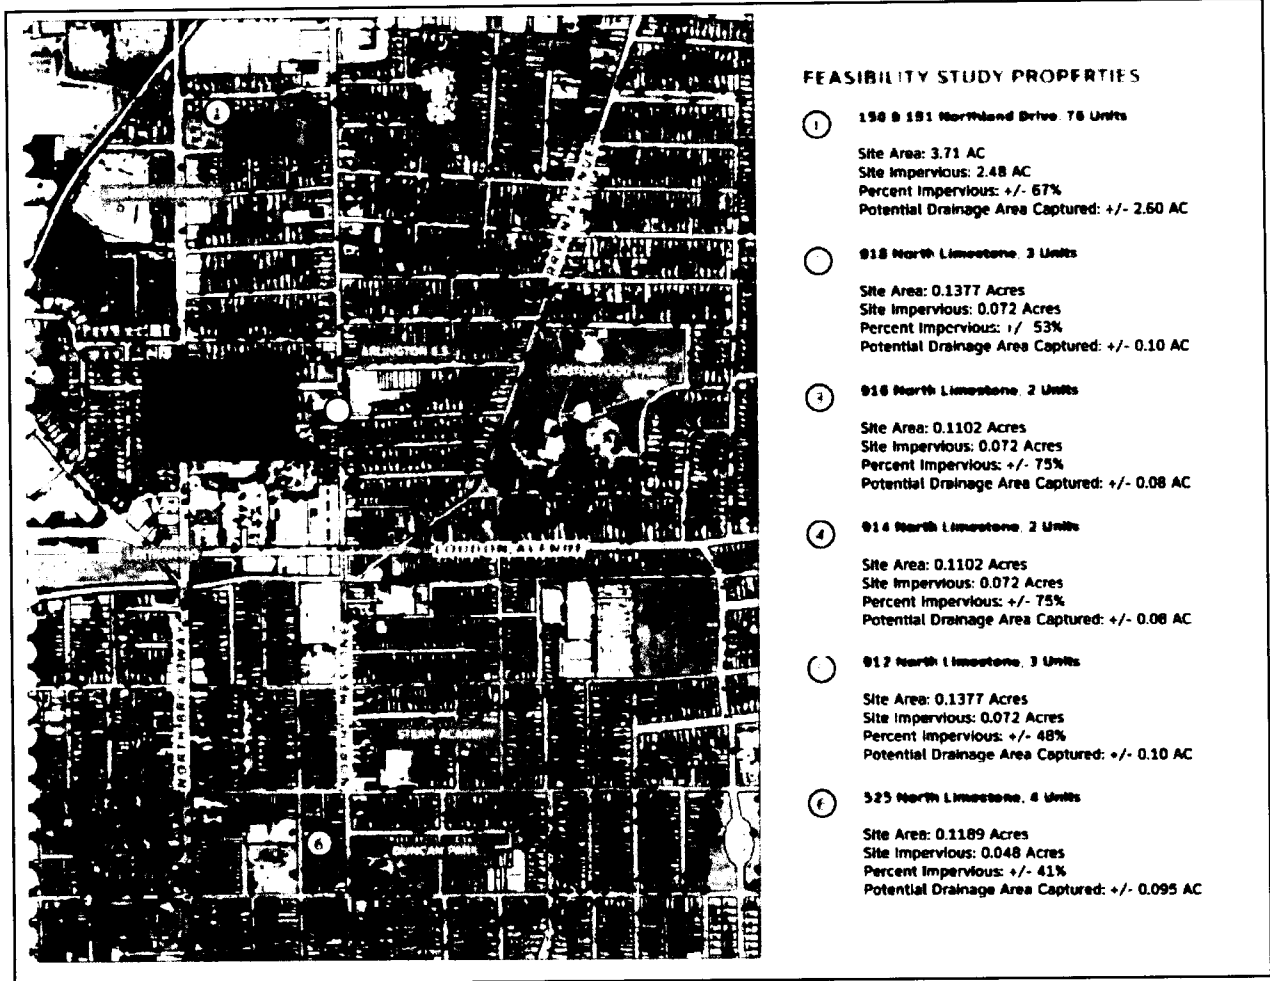 FEASIBILITY STUDY PROPERTIES
1
150 & 151 Northland Drive, 76 Units
Site Area: 3.71 AC
Site Impervious: 2.48 AC
Percent Impervious: +/- 67%
Potential Drainage Area Captured: +/- 2.60 AC
918 North Limestone, 3 Units
Site Area: 0.1377 Acres
Site Impervious: 0.072 Acres
Percent Impervious: +/- 53%
Potential Drainage Area Captured: +/- 0.10 AC
3
916 North Limestone, 2 Units
Site Area: 0.1102 Acres
Site Impervious: 0.072 Acres
Percent Impervious: +/- 75%
Potential Drainage Area Captured: +/- 0.08 AC
4
914 North Limestone, 2 Units
Site Area: 0.1102 Acres
Site Impervious: 0.072 Acres
Percent Impervious: +/- 75%
Potential Drainage Area Captured: +/- 0.08 AC
912 North Limestone, 3 Units
Site Area: 0.1377 Acres
Site Impervious: 0.072 Acres
Percent Impervious: +/- 48%
Potential Drainage Area Captured: +/- 0.10 AC
6
525 North Limestone, 4 Units
Site Area: 0.1189 Acres
Site Impervious: 0.048 Acres
Percent Impervious: +/- 41%
Potential Drainage Area Captured: +/- 0.095 AC
1
BRYAN AVENUE
ARLINGTON E.S.
CASTLEWOOD PARK
LOUDON AVENUE
NORTH BROADWAY
NORTH LIMESTONE
STEAM ACADEMY
6
DUNCAN PARK